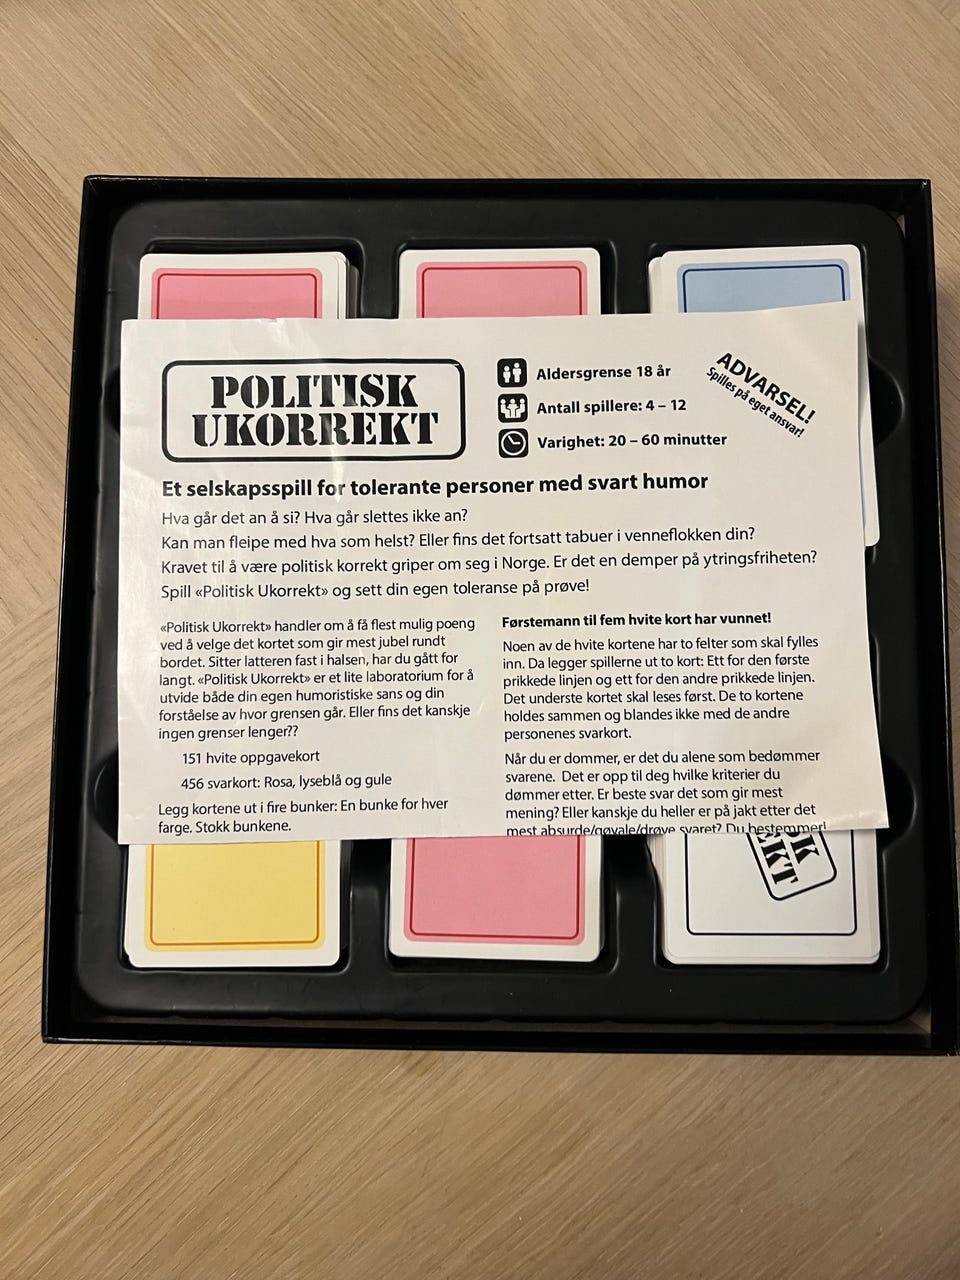 POLITISK
UKORREKT
Aldersgrense 18 år
Antall spillere: 4 – 12
Varighet: 20 – 60 minutter
ADVARSEL!
Spilles på eget ansvar!
Et selskapsspill for tolerante personer med svart humor
Hva går det an å si? Hva går slettes ikke an?
Kan man fleipe med hva som helst? Eller fins det fortsatt tabuer i venneflokken din?
Kravet til å være politisk korrekt griper om seg i Norge. Er det en demper på ytringsfriheten?
Spill «Politisk Ukorrekt» og sett din egen toleranse på prøve!
«Politisk Ukorrekt» handler om å få flest mulig poeng
ved å velge det kortet som gir mest jubel rundt
bordet. Sitter latteren fast i halsen, har du gått for
langt. «Politisk Ukorrekt» er et lite laboratorium for å
utvide både din egen humoristiske sans og din
forståelse av hvor grensen går. Eller fins det kanskje
ingen grenser lenger??
151 hvite oppgavekort
456 svarkort: Rosa, lyseblå og gule
Legg kortene ut i fire bunker: En bunke for hver
farge. Stokk bunkene.
Førstemann til fem hvite kort har vunnet!
Noen av de hvite kortene har to felter som skal fylles
inn. Da legger spillerne ut to kort: Ett for den første
prikkede linjen og ett for den andre prikkede linjen.
Det underste kortet skal leses først. De to kortene
holdes sammen og blandes ikke med de andre
personenes svarkort.
Når du er dommer, er det du alene som bedømmer
svarene. Det er opp til deg hvilke kriterier du
dømmer etter. Er beste svar det som gir mest
mening? Eller kanskje du heller er på jakt etter det
mest absurde/gøyale/drøye svaret? Du bestemmer!